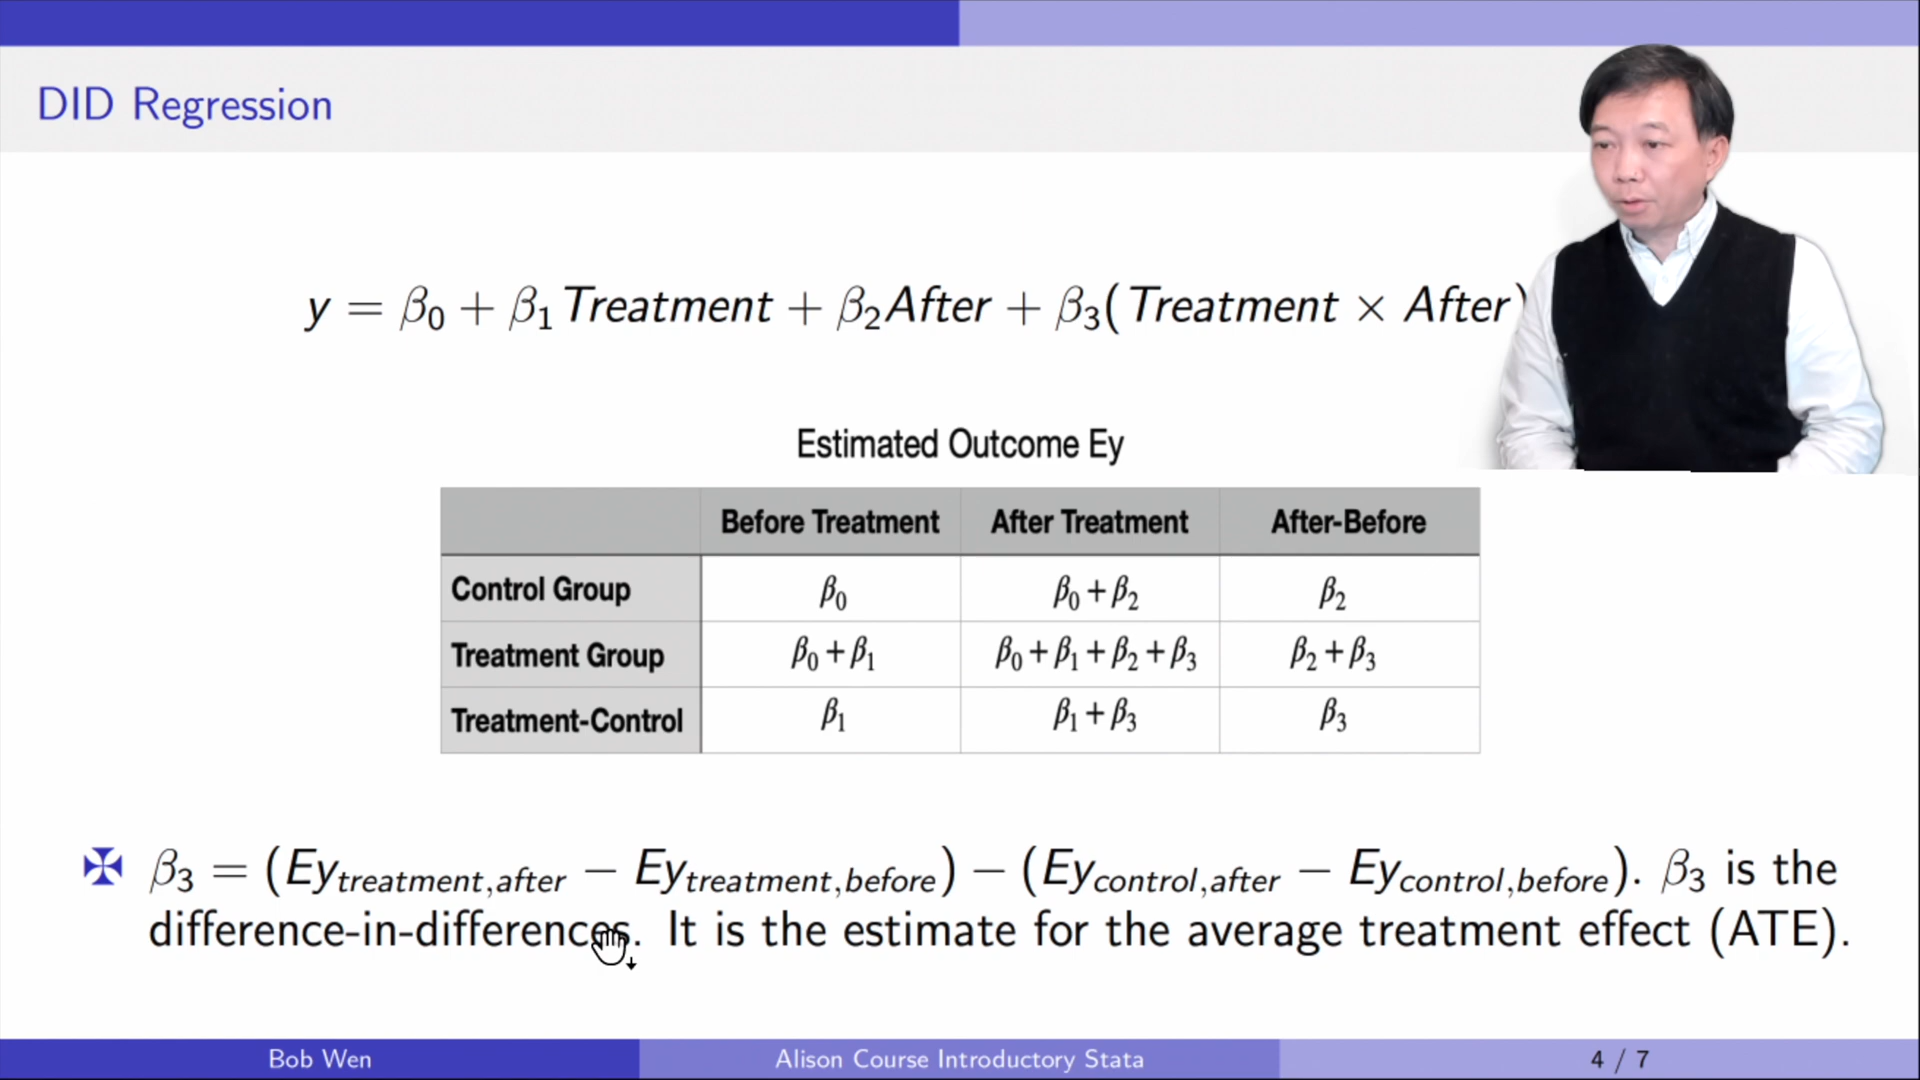 DID Regression
y = β₀ + β₁Treatment + β₂After + β₃(Treatment × After)
Estimated Outcome Ey
Before Treatment After Treatment After-Before
Control Group β₀ β₀+β₂ β₂
Treatment Group β₀+β₁ β₀+β₁+β₂+β₃ β₂+β₃
Treatment-Control β₁ β₁+β₃ β₃
✠ β₃ = (Ey_treatment,after − Ey_treatment,before) − (Ey_control,after − Ey_control,before). β₃ is the
difference-in-differences. It is the estimate for the average treatment effect (ATE).
Bob Wen Alison Course Introductory Stata 4 / 7